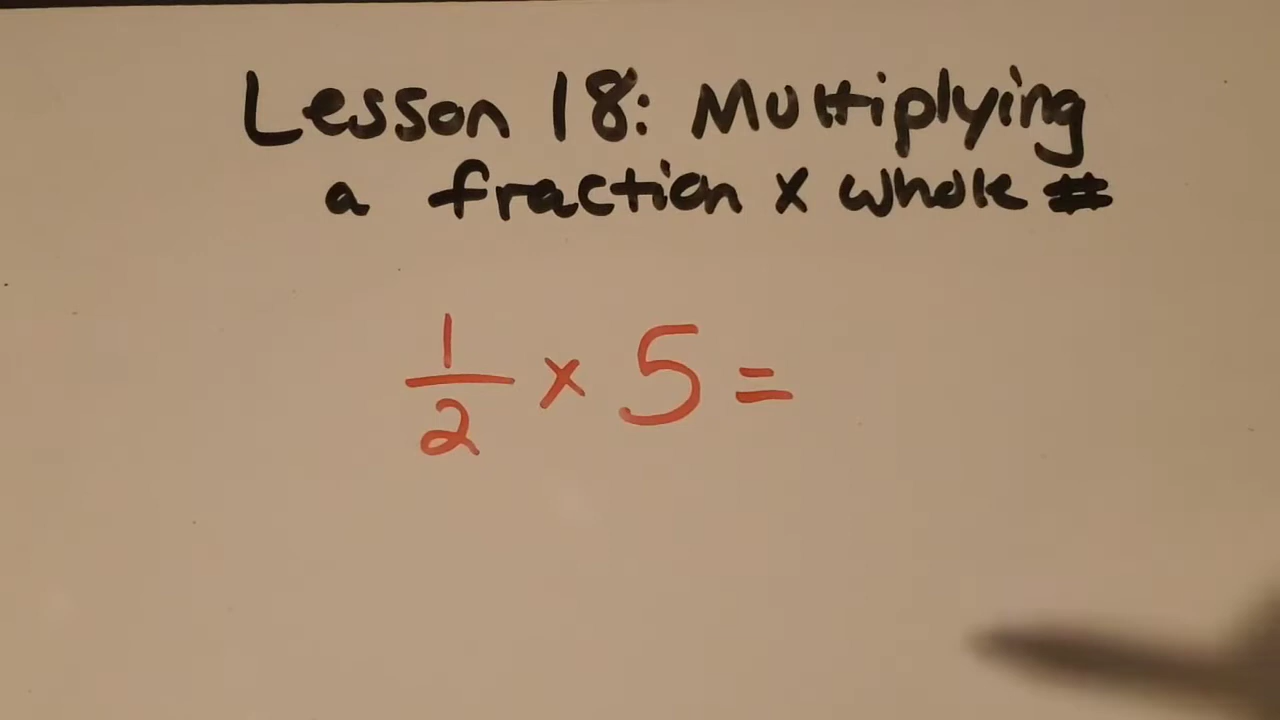 Lesson 18: Multiplying
a fraction x whole #
1/2 x 5 =